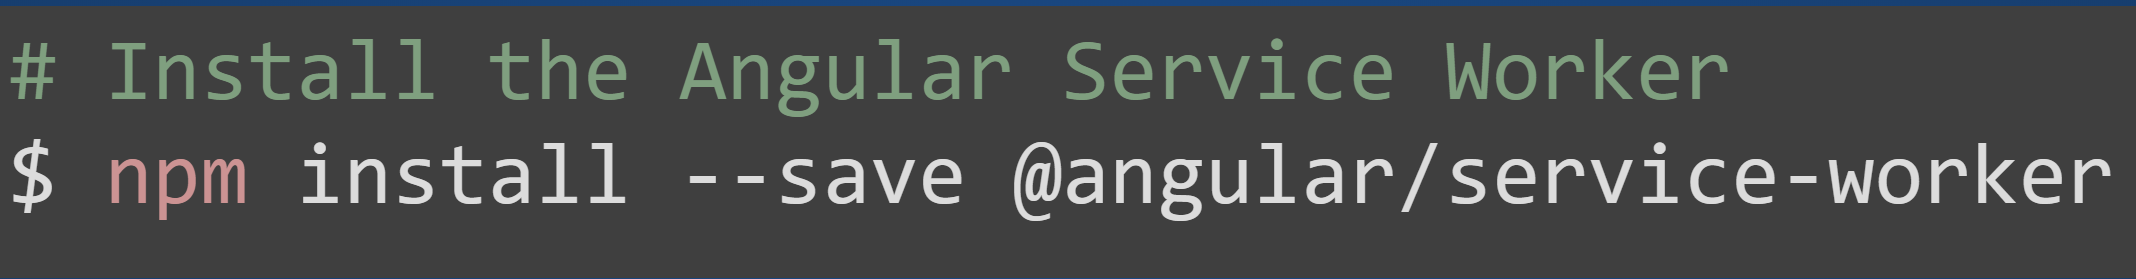 # Install the Angular Service Worker
$ npm install --save @angular/service-worker